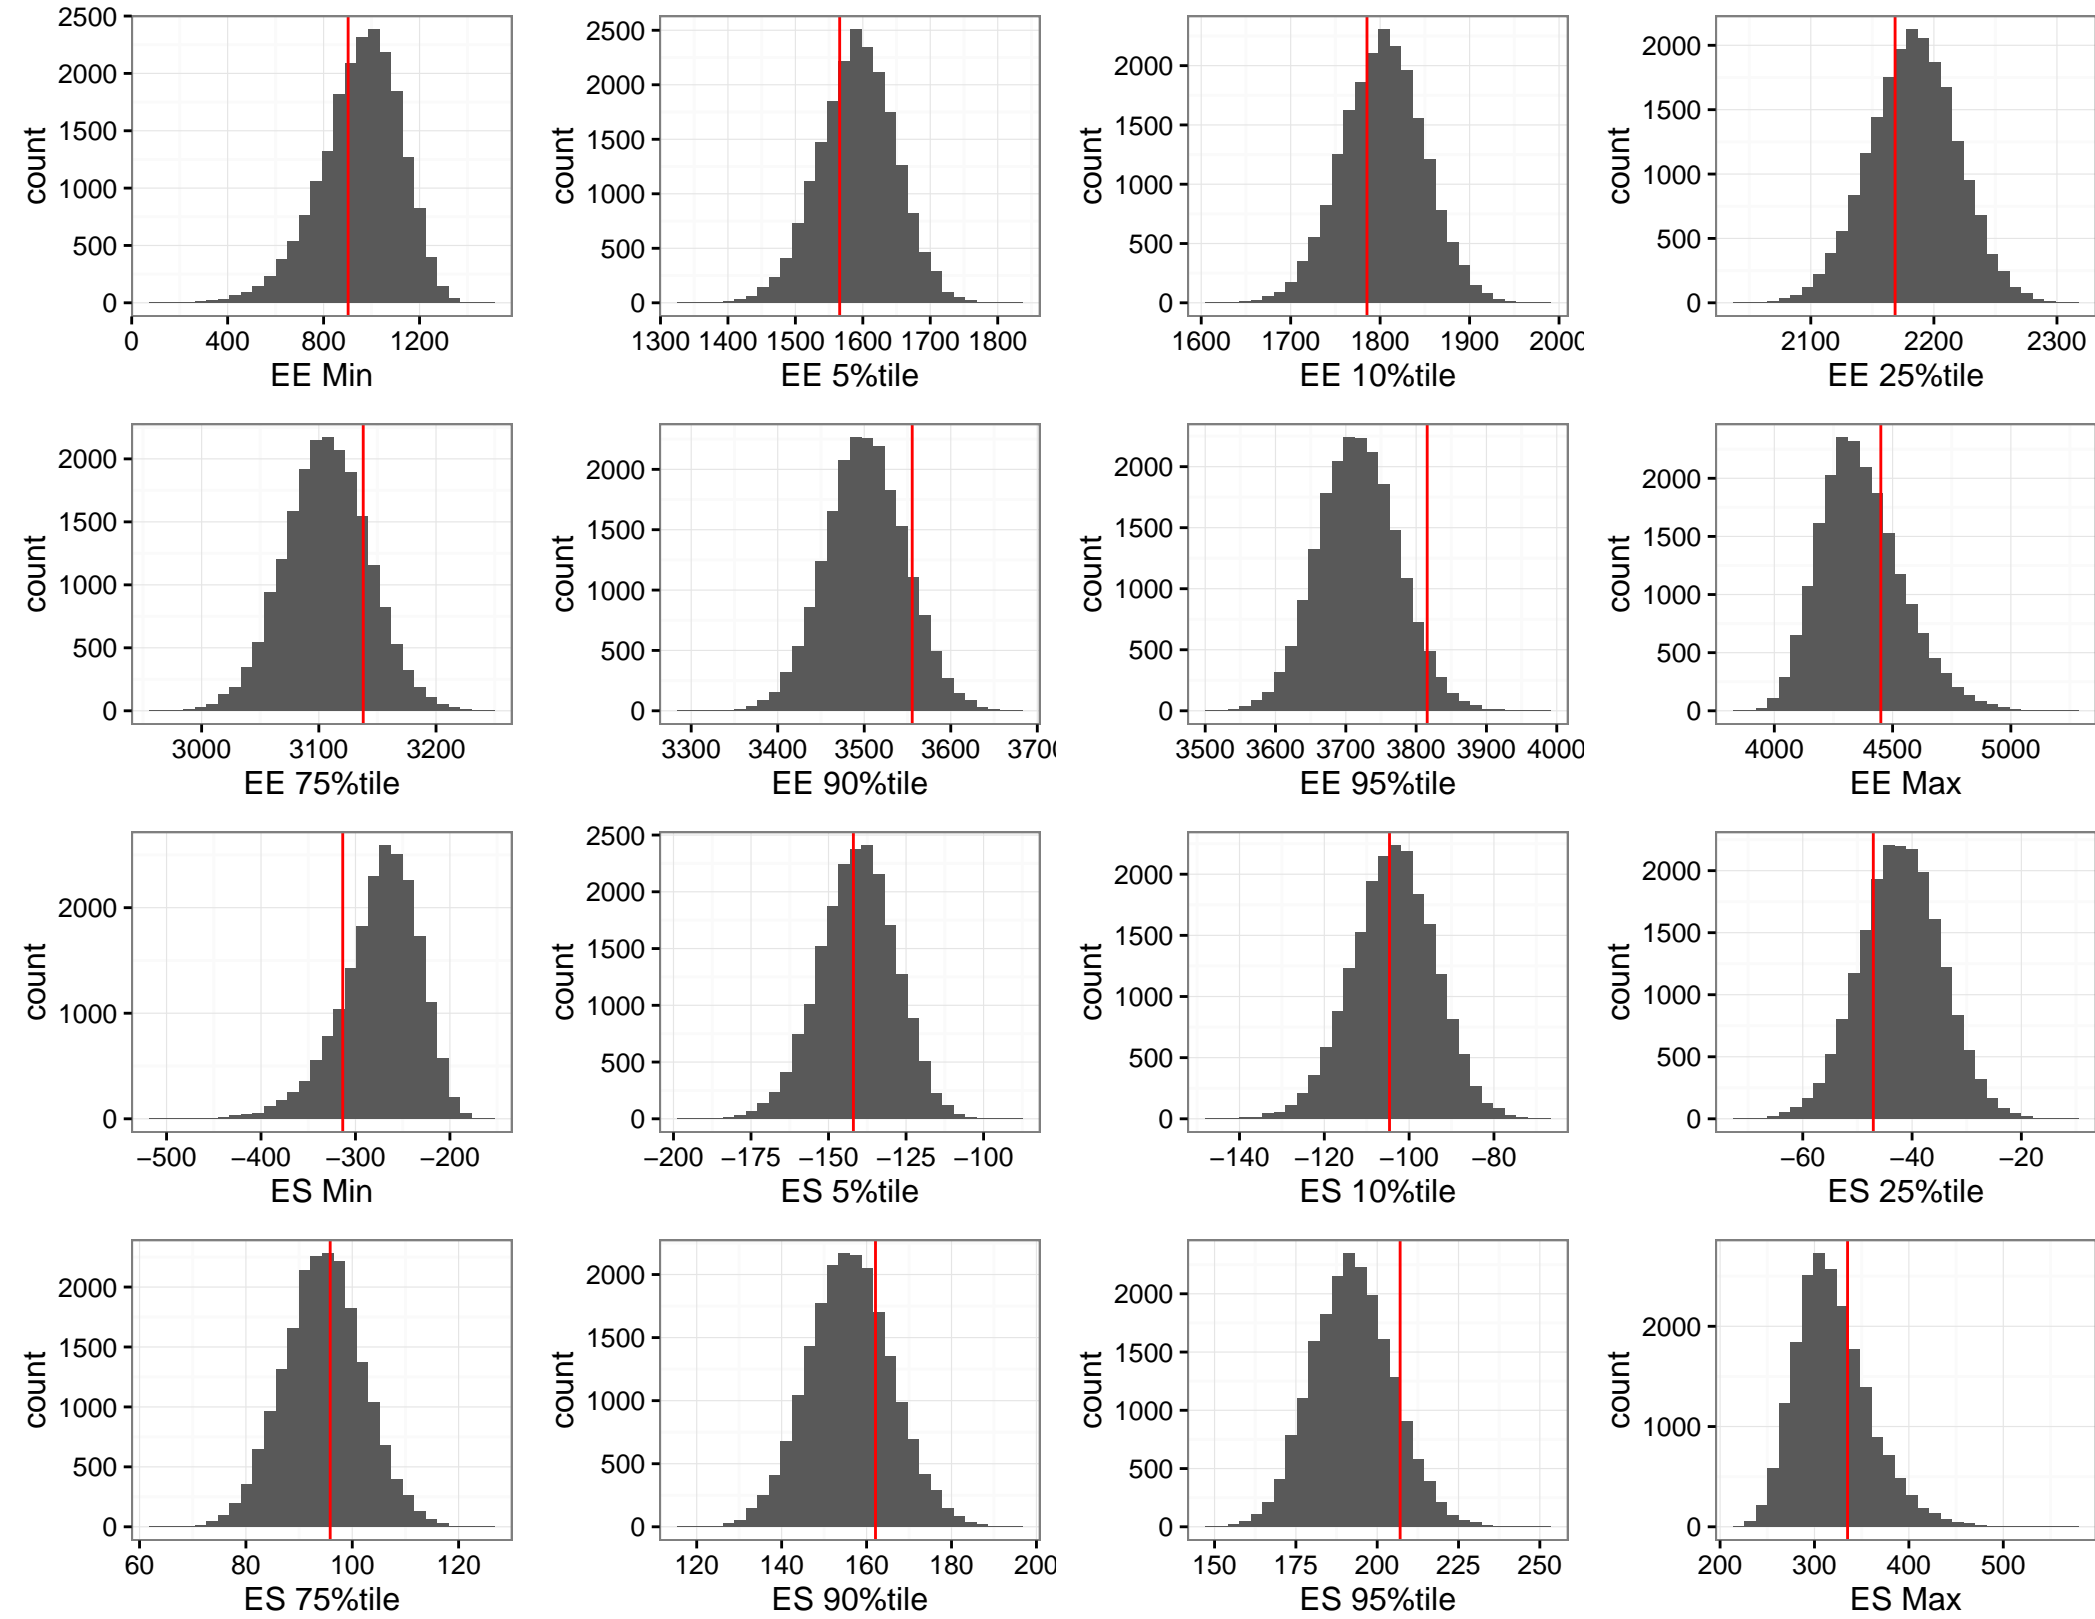 2500
2000
1500
1000
500
0
count
0 400 800 1200
EE Min
2500
2000
1500
1000
500
0
count
1300 1400 1500 1600 1700 1800
EE 5%tile
2000
1500
1000
500
0
count
1600 1700 1800 1900 2000
EE 10%tile
2000
1500
1000
500
0
count
2100 2200 2300
EE 25%tile
2000
1500
1000
500
0
count
3000 3100 3200
EE 75%tile
2000
1500
1000
500
0
count
3300 3400 3500 3600 3700
EE 90%tile
2000
1500
1000
500
0
count
3500 3600 3700 3800 3900 4000
EE 95%tile
2000
1500
1000
500
0
count
4000 4500 5000
EE Max
2000
1000
0
count
−500 −400 −300 −200
ES Min
2500
2000
1500
1000
500
0
count
−200 −175 −150 −125 −100
ES 5%tile
2000
1500
1000
500
0
count
−140 −120 −100 −80
ES 10%tile
2000
1500
1000
500
0
count
−60 −40 −20
ES 25%tile
2000
1500
1000
500
0
count
60 80 100 120
ES 75%tile
2000
1500
1000
500
0
count
120 140 160 180 200
ES 90%tile
2000
1500
1000
500
0
count
150 175 200 225 250
ES 95%tile
2000
1000
0
count
200 300 400 500
ES Max